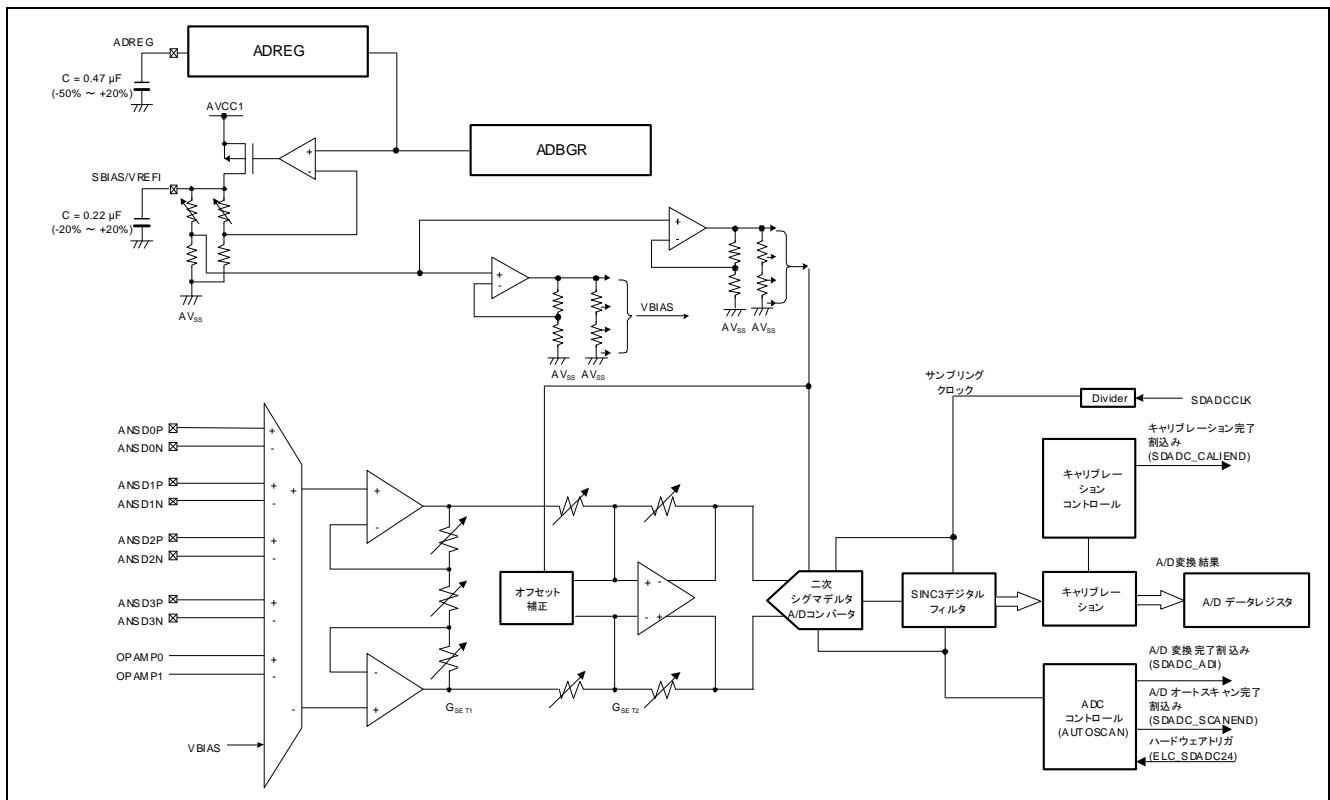 ADREG
ADREG
C = 0.47 µF
(-50% ～ +20%)
AVCC1
ADBGR
SBIAS/VREFI
C = 0.22 µF
(-20% ～ +20%)
+
-
+
-
+
-
AVSS
VBIAS
AVSS
AVSS
AVSS
AVSS
サンプリング
クロック
Divider
SDADCCLK
キャリブレーション完了
割込み
(SDADC_CALIEND)
キャリブレー
ション
コントロール
ANSD0P
+
ANSD0N
-
ANSD1P
+
ANSD1N
-
ANSD2P
+
ANSD2N
-
ANSD3P
+
ANSD3N
-
OPAMP0
+
OPAMP1
-
VBIAS
+
-
+
-
-
+
GSET1
GSET2
オフセット
補正
+ -
- +
二次
シグマデルタ
A/Dコンバータ
SINC3デジタル
フィルタ
キャリブレー
ション
A/D変換結果
A/D データレジスタ
ADC
コントロール
(AUTOSCAN)
A/D 変換完了割込み
(SDADC_ADI)
A/D オートスキャン完了
割込み
(SDADC_SCANEND)
ハードウェアトリガ
(ELC_SDADC24)